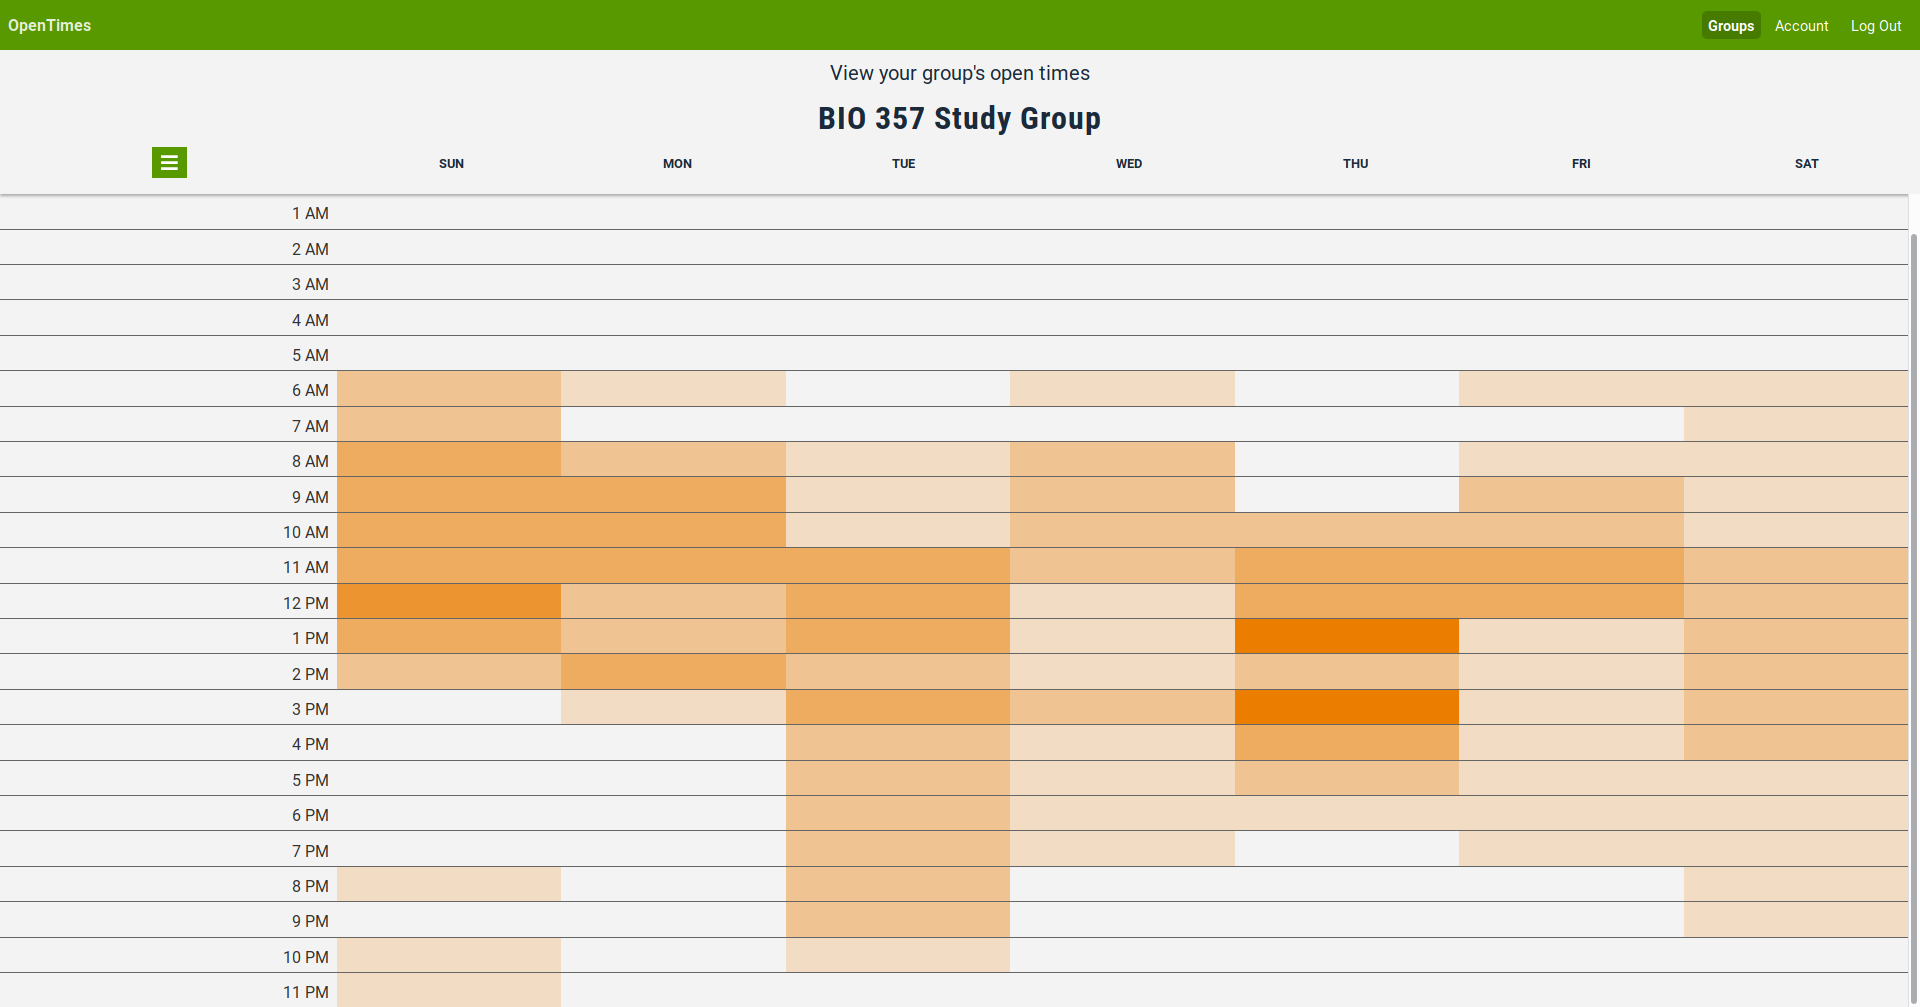 OpenTimes Groups Account Log Out
View your group's open times
BIO 357 Study Group
SUN MON TUE WED THU FRI SAT
1 AM
2 AM
3 AM
4 AM
5 AM
6 AM
7 AM
8 AM
9 AM
10 AM
11 AM
12 PM
1 PM
2 PM
3 PM
4 PM
5 PM
6 PM
7 PM
8 PM
9 PM
10 PM
11 PM